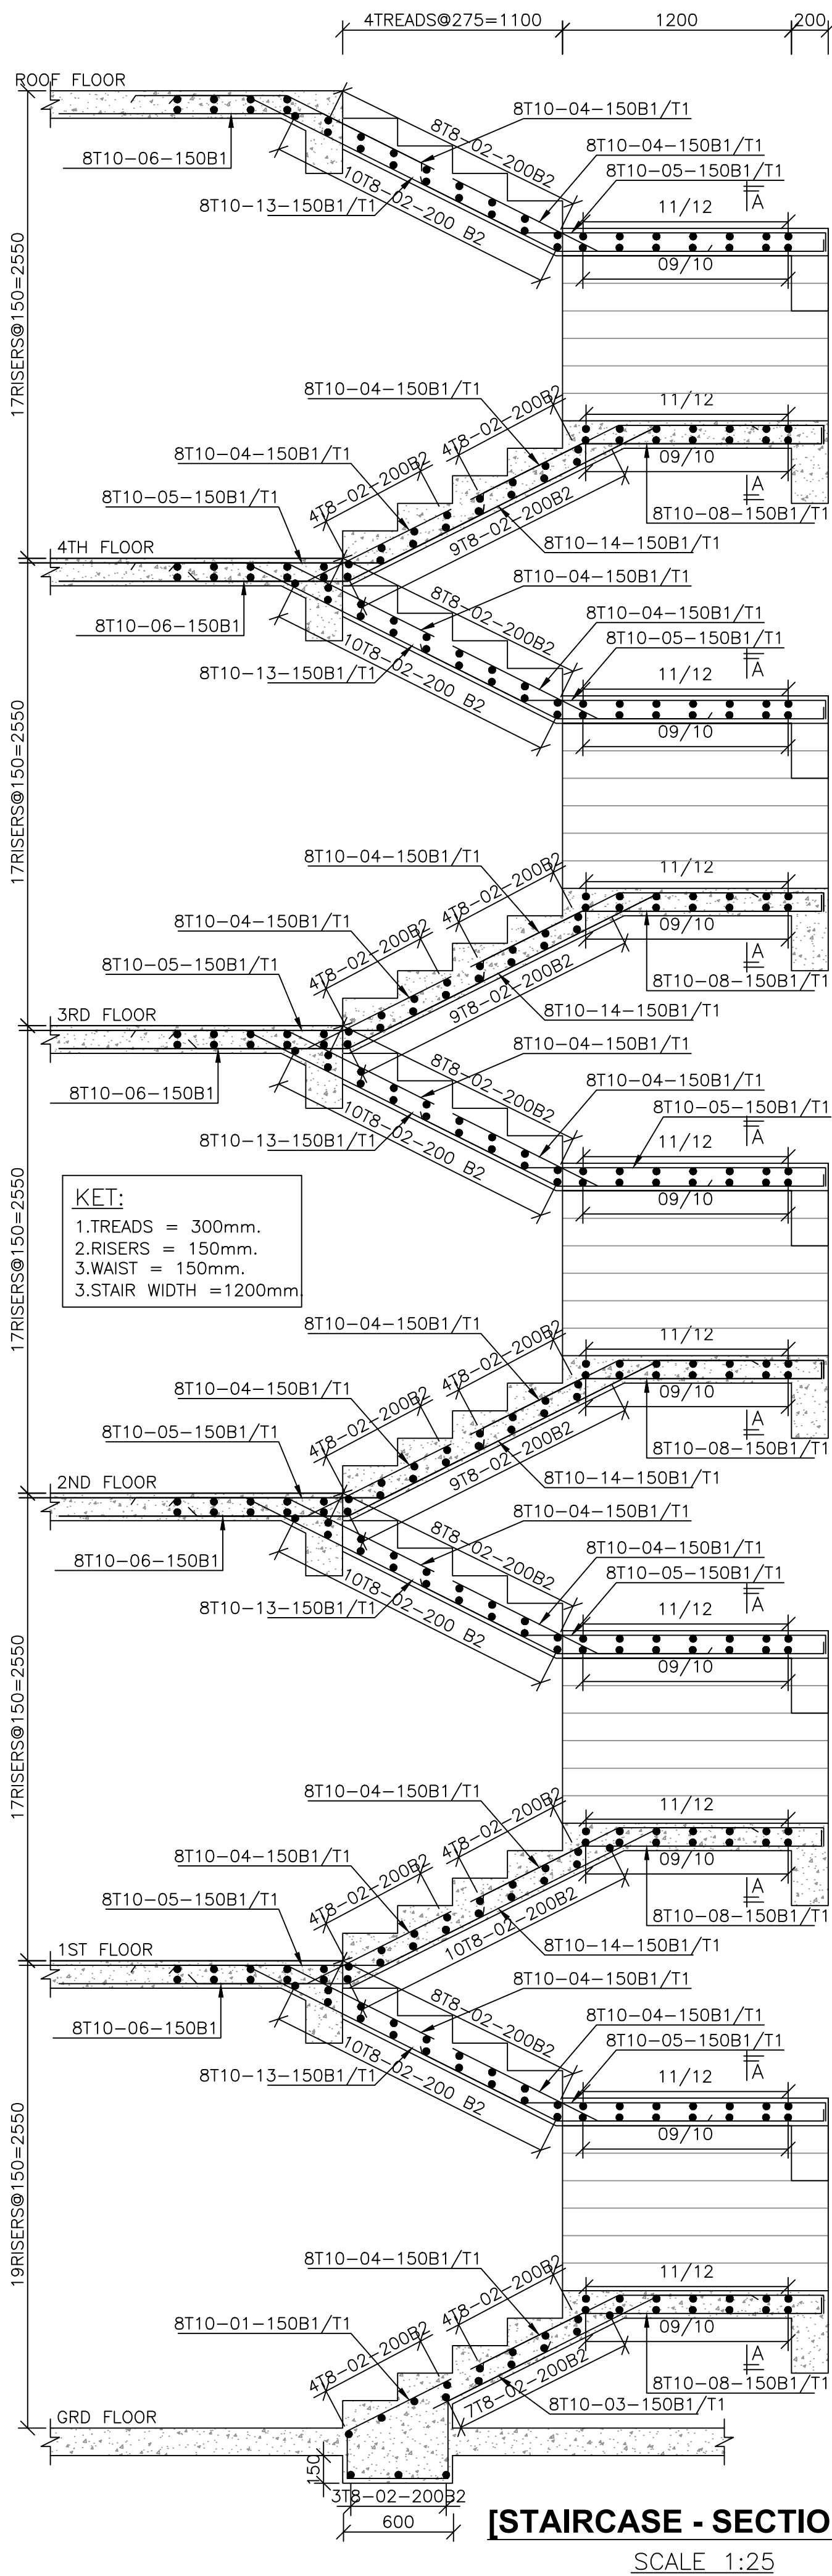 4TREADS@275=1100
1200
200
ROOF FLOOR
8T10-04-150B1/T1
8T8-02-200B2
8T10-04-150B1/T1
8T10-06-150B1
10T8-02-200 B2
8T10-05-150B1/T1
8T10-13-150B1/T1
11/12
A
09/10
17RISERS@150=2550
8T10-04-150B1/T1
4T8-02-200B2
11/12
8T10-04-150B1/T1
4T8-02-200B2
09/10
8T10-05-150B1/T1
A
9T8-02-200B2
8T10-08-150B1/T1
8T10-14-150B1/T1
4TH FLOOR
8T10-04-150B1/T1
8T8-02-200B2
8T10-04-150B1/T1
8T10-06-150B1
10T8-02-200 B2
8T10-05-150B1/T1
8T10-13-150B1/T1
11/12
A
09/10
17RISERS@150=2550
8T10-04-150B1/T1
4T8-02-200B2
11/12
8T10-04-150B1/T1
4T8-02-200B2
09/10
8T10-05-150B1/T1
A
9T8-02-200B2
8T10-08-150B1/T1
8T10-14-150B1/T1
3RD FLOOR
8T10-04-150B1/T1
8T8-02-200B2
8T10-04-150B1/T1
8T10-06-150B1
10T8-02-200 B2
8T10-05-150B1/T1
8T10-13-150B1/T1
11/12
A
09/10
17RISERS@150=2550
KET:
1.TREADS = 300mm.
2.RISERS = 150mm.
3.WAIST = 150mm.
3.STAIR WIDTH =1200mm.
8T10-04-150B1/T1
4T8-02-200B2
11/12
8T10-04-150B1/T1
4T8-02-200B2
09/10
8T10-05-150B1/T1
A
9T8-02-200B2
8T10-08-150B1/T1
8T10-14-150B1/T1
2ND FLOOR
8T10-04-150B1/T1
8T8-02-200B2
8T10-04-150B1/T1
8T10-06-150B1
10T8-02-200 B2
8T10-05-150B1/T1
8T10-13-150B1/T1
11/12
A
09/10
17RISERS@150=2550
8T10-04-150B1/T1
4T8-02-200B2
11/12
8T10-04-150B1/T1
4T8-02-200B2
09/10
8T10-05-150B1/T1
A
10T8-02-200B2
8T10-08-150B1/T1
8T10-14-150B1/T1
1ST FLOOR
8T10-04-150B1/T1
8T8-02-200B2
8T10-04-150B1/T1
8T10-06-150B1
10T8-02-200 B2
8T10-05-150B1/T1
8T10-13-150B1/T1
11/12
A
09/10
19RISERS@150=2550
8T10-04-150B1/T1
4T8-02-200B2
11/12
8T10-01-150B1/T1
4T8-02-200B2
09/10
A
7T8-02-200B2
8T10-08-150B1/T1
8T10-03-150B1/T1
GRD FLOOR
150
3T8-02-200B2
600
[STAIRCASE - SECTIO
SCALE 1:25